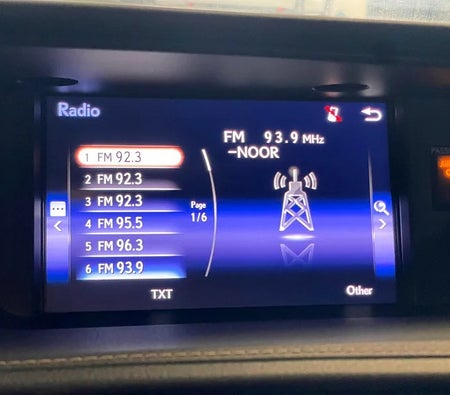 Radio
FM 93.9 MHz
-NOOR
1 FM 92.3
2 FM 92.3
3 FM 92.3
4 FM 95.5
5 FM 96.3
6 FM 93.9
Page
1/6
TXT
Other